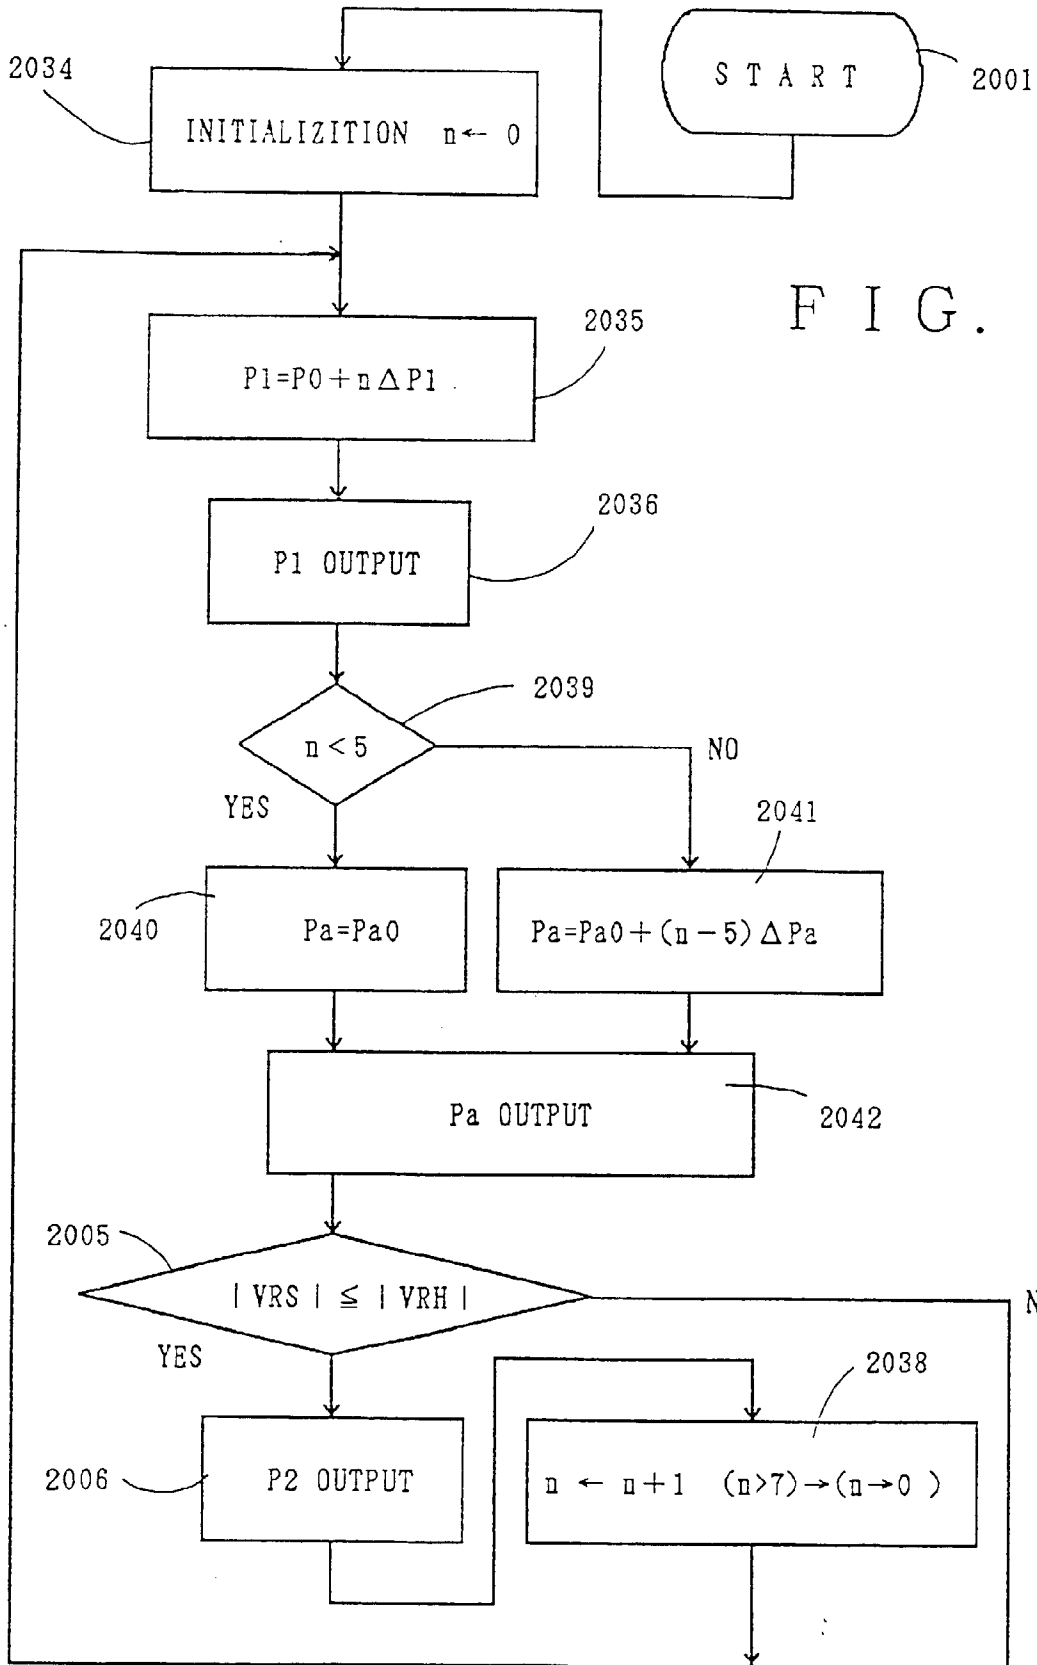 START
2001
2034
INITIALIZITION n← 0
FIG.
2035
P1=P0+nΔP1
2036
P1 OUTPUT
2039
n<5
NO
YES
2041
2040
Pa=Pa0
Pa=Pa0+(n-5)ΔPa
Pa OUTPUT
2042
2005
|VRS| ≦ |VRH|
N
YES
2038
2006
P2 OUTPUT
n ← n+1 (n>7)→(n→0 )